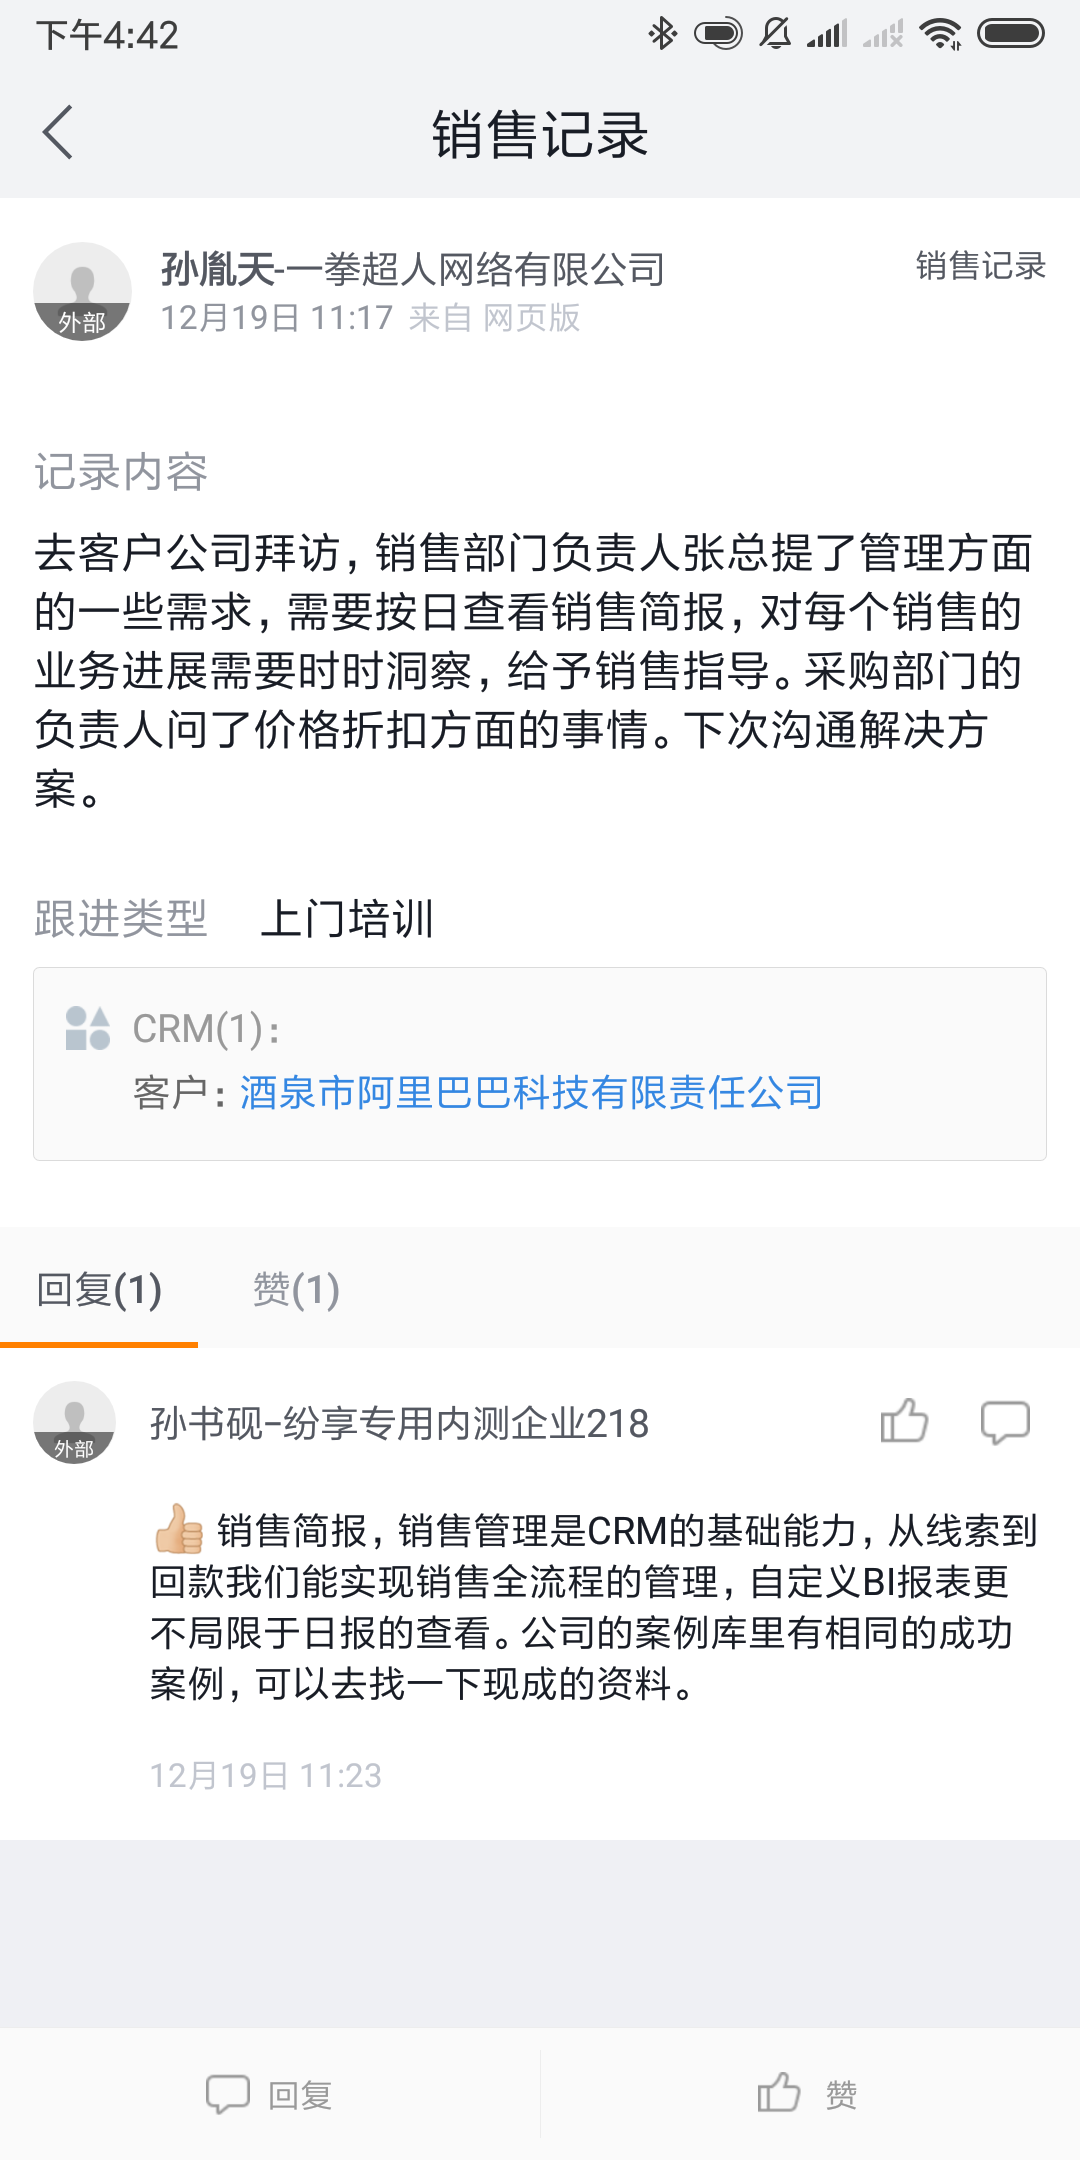 下午4:42
销售记录
孙胤天-一拳超人网络有限公司
销售记录
12月19日 11:17 来自 网页版
外部
记录内容
去客户公司拜访，销售部门负责人张总提了管理方面
的一些需求，需要按日查看销售简报，对每个销售的
业务进展需要时时洞察，给予销售指导。采购部门的
负责人问了价格折扣方面的事情。下次沟通解决方
案。
跟进类型 上门培训
CRM(1)：
客户：酒泉市阿里巴巴科技有限责任公司
回复(1) 赞(1)
孙书砚-纷享专用内测企业218
外部
👍 销售简报，销售管理是CRM的基础能力，从线索到
回款我们能实现销售全流程的管理，自定义BI报表更
不局限于日报的查看。公司的案例库里有相同的成功
案例，可以去找一下现成的资料。
12月19日 11:23
回复 赞